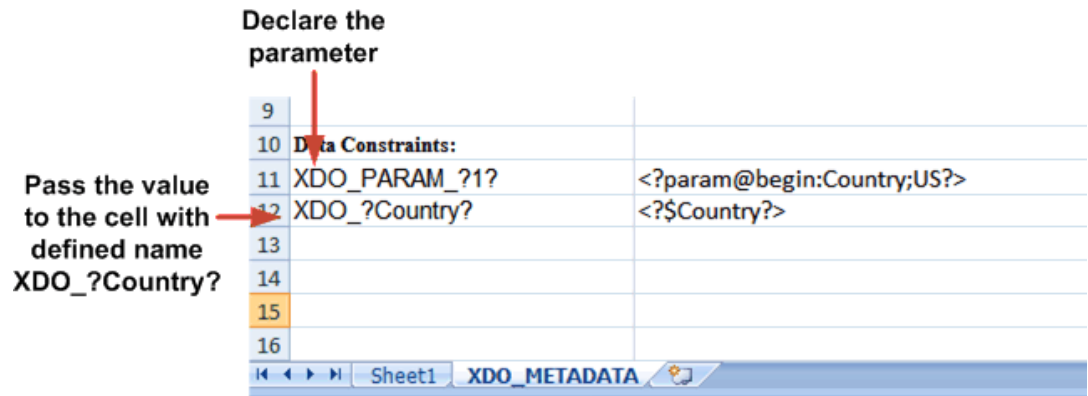 Declare the
parameter
9
10 Data Constraints:
11 XDO_PARAM_?1? <?param@begin:Country;US?>
Pass the value
to the cell with
defined name
XDO_?Country?
12 XDO_?Country? <?$Country?>
13
14
15
16
Sheet1 XDO_METADATA